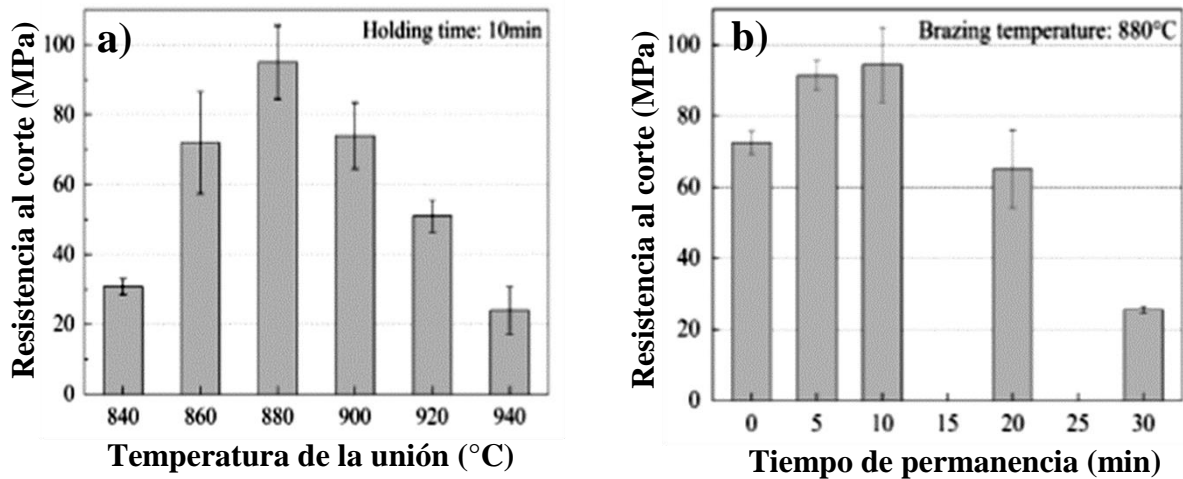 a)
Holding time: 10min
Resistencia al corte (MPa)
100
80
60
40
20
0
840 860 880 900 920 940
Temperatura de la unión (°C)
b)
Brazing temperature: 880°C
Resistencia al corte (MPa)
100
80
60
40
20
0
0 5 10 15 20 25 30
Tiempo de permanencia (min)